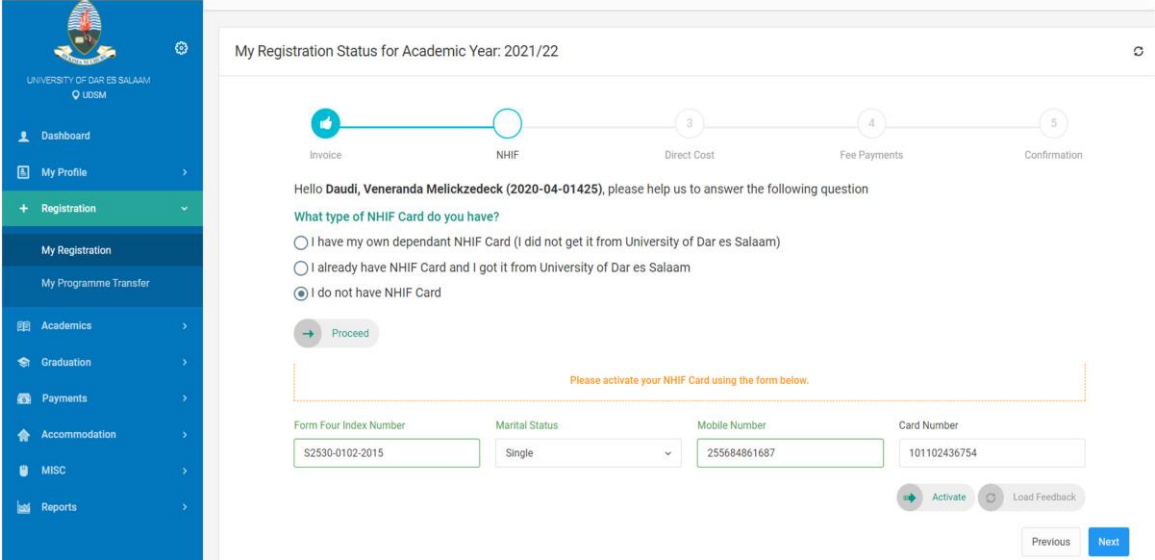 UNIVERSITY OF DAR ES SALAAM
UDSM
Dashboard
My Profile
Registration
My Registration
My Programme Transfer
Academics
Graduation
Payments
Accommodation
MISC
Reports
My Registration Status for Academic Year: 2021/22
3 4 5
Invoice NHIF Direct Cost Fee Payments Confirmation
Hello Daudi, Veneranda Melickzedeck (2020-04-01425), please help us to answer the following question
What type of NHIF Card do you have?
I have my own dependant NHIF Card (I did not get it from University of Dar es Salaam)
I already have NHIF Card and I got it from University of Dar es Salaam
I do not have NHIF Card
Proceed
Please activate your NHIF Card using the form below.
Form Four Index Number Marital Status Mobile Number Card Number
S2530-0102-2015 Single 255684861687 101102436754
Activate Load Feedback
Previous Next